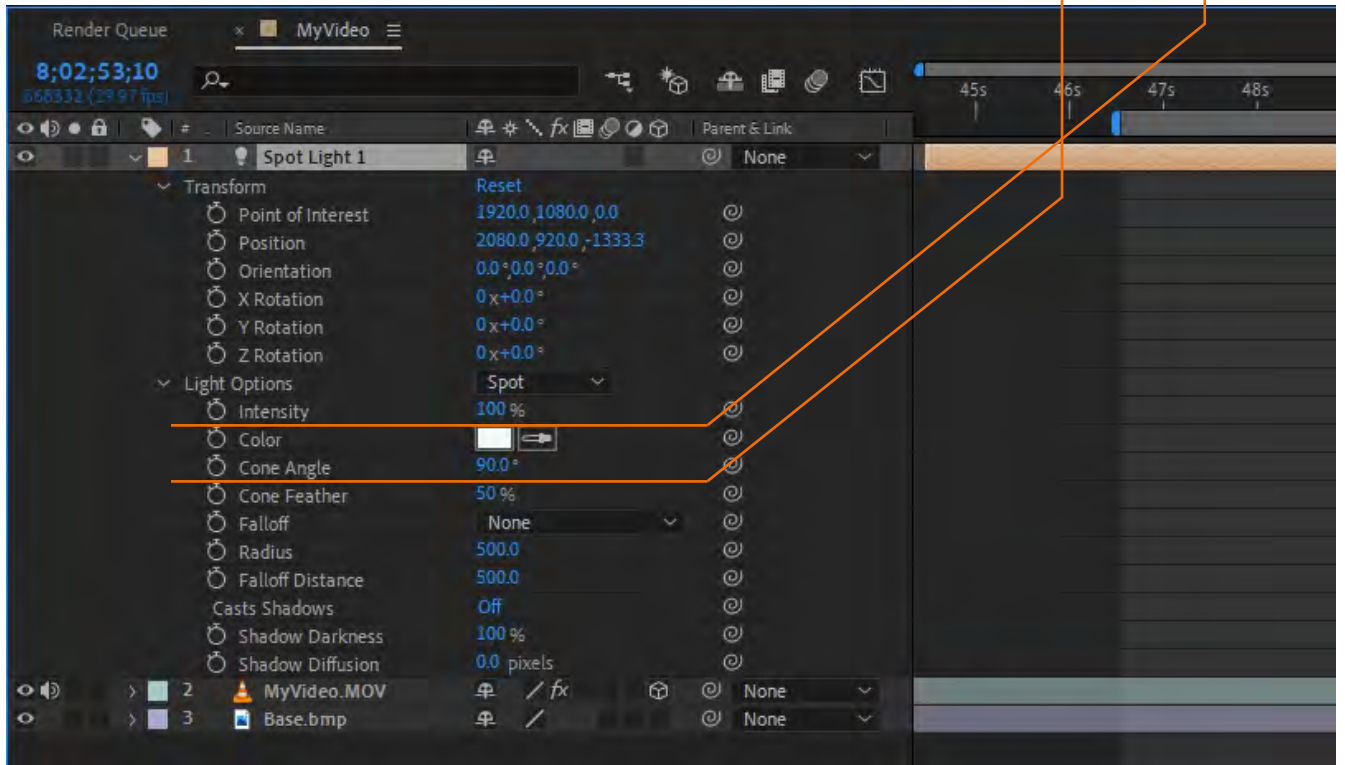 Render Queue × MyVideo ≡
8;02;53;10
(29.97 fps)
45s 46s 47s 48s
# Source Name fx Parent & Link
1 Spot Light 1 None
Transform Reset
Point of Interest 1920.0,1080.0,0.0
Position 2080.0,920.0,-1333.3
Orientation 0.0°,0.0°,0.0°
X Rotation 0x+0.0°
Y Rotation 0x+0.0°
Z Rotation 0x+0.0°
Light Options Spot
Intensity 100%
Color
Cone Angle 90.0°
Cone Feather 50%
Falloff None
Radius 500.0
Falloff Distance 500.0
Casts Shadows Off
Shadow Darkness 100%
Shadow Diffusion 0.0 pixels
2 MyVideo.MOV / fx None
3 Base.bmp / None